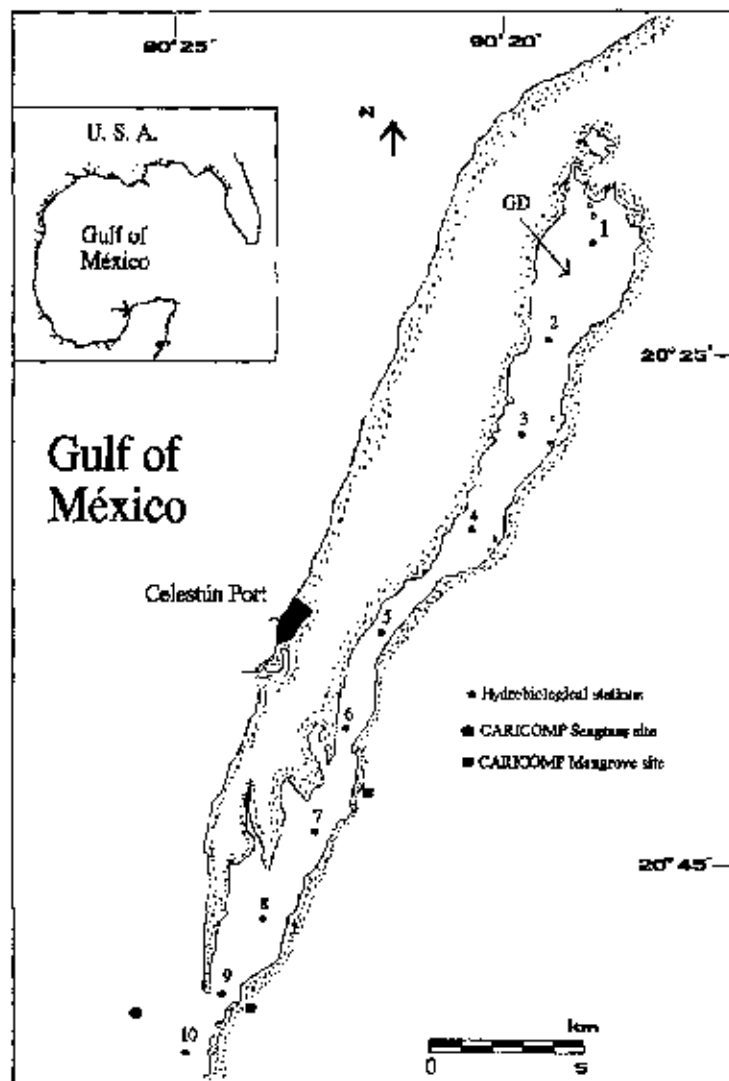 90° 25'
90° 20'
U. S. A.
N
Gulf of
México
GD
1
2
20° 25'
3
Gulf of
México
4
Celestún Port
5
Hydrobiological stations
6
CARICOMP Seagrass site
CARICOMP Mangrove site
7
20° 45'
8
9
10
km
0
5